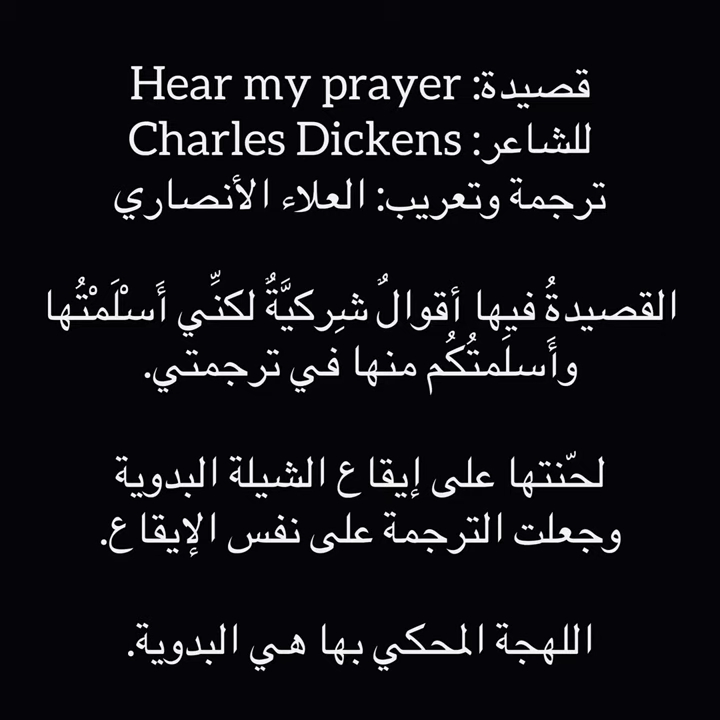 قصيدة: Hear my prayer
للشاعر: Charles Dickens
ترجمة وتعريب: العلاء الأنصاري
القصيدةُ فيها أقوالٌ شِركيَّةٌ لكنِّي أَسلَمْتُها
وأَسلَمتُكُم منها في ترجمتي.
لحّنتها على إيقاع الشيلة البدوية
وجعلت الترجمة على نفس الإيقاع.
اللهجة المحكي بها هي البدوية.